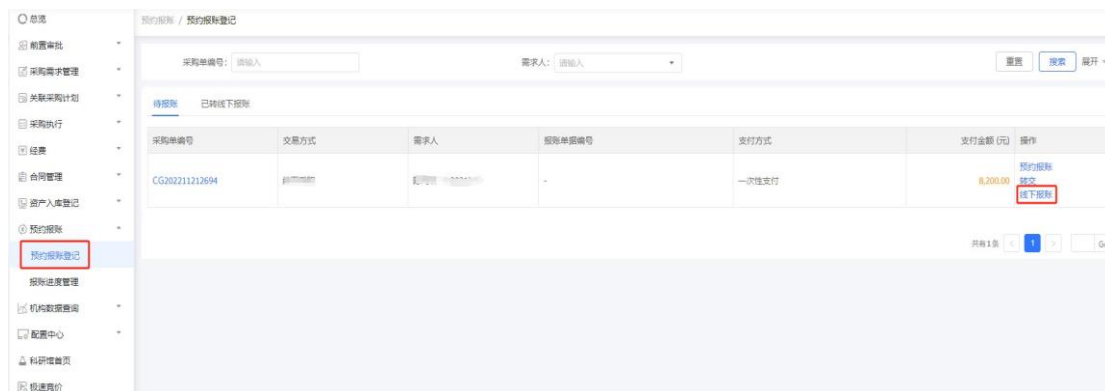 总览
预约报账 / 预约报账登记
前置审批
采购需求管理
关联采购计划
采购执行
经费
合同管理
资产入库登记
预约报账
预约报账登记
报账进度管理
机构数据查询
配置中心
科研馆首页
极速竞价
采购单编号: 请输入
需求人: 请输入
重置 搜索 展开
待报账 已转线下报账
采购单编号 交易方式 需求人 报账单据编号 支付方式 支付金额 (元) 操作
CG202211212694 - 一次性支付 8,200.00 预约报账
转交
线下报账
共有1条 < 1 >